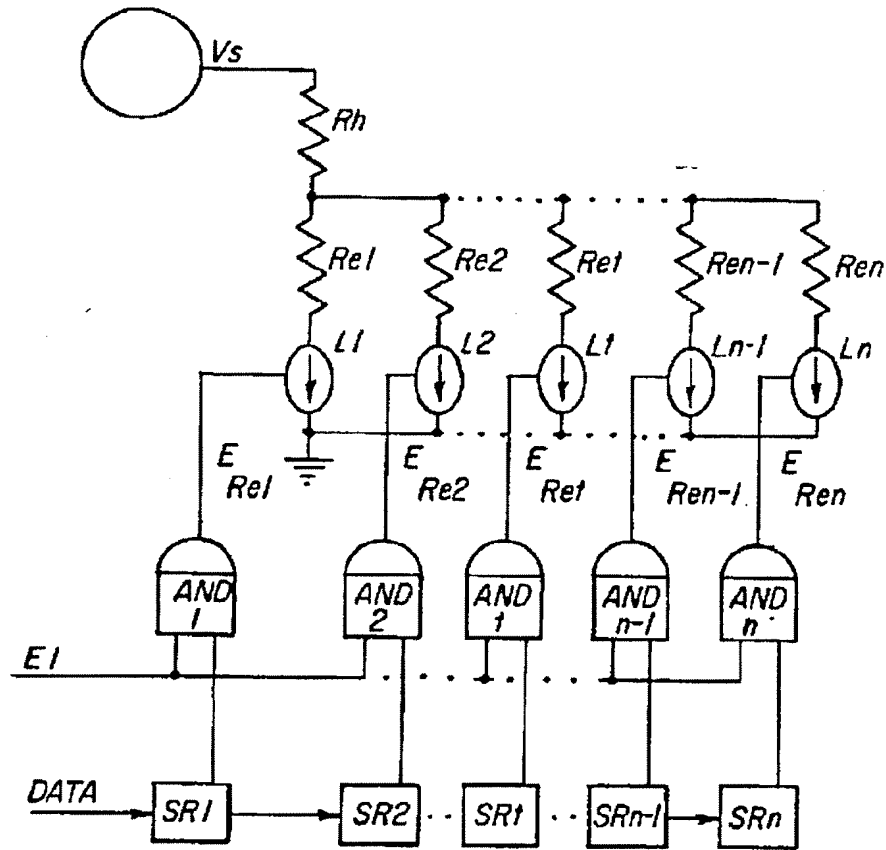 Vs
Rh
Re1 Re2 Ret Ren-1 Ren
L1 L2 Lt Ln-1 Ln
E E E E E
Re1 Re2 Ret Ren-1 Ren
AND AND AND AND AND
1 2 t n-1 n
E1
DATA
SR1 SR2 SRt SRn-1 SRn